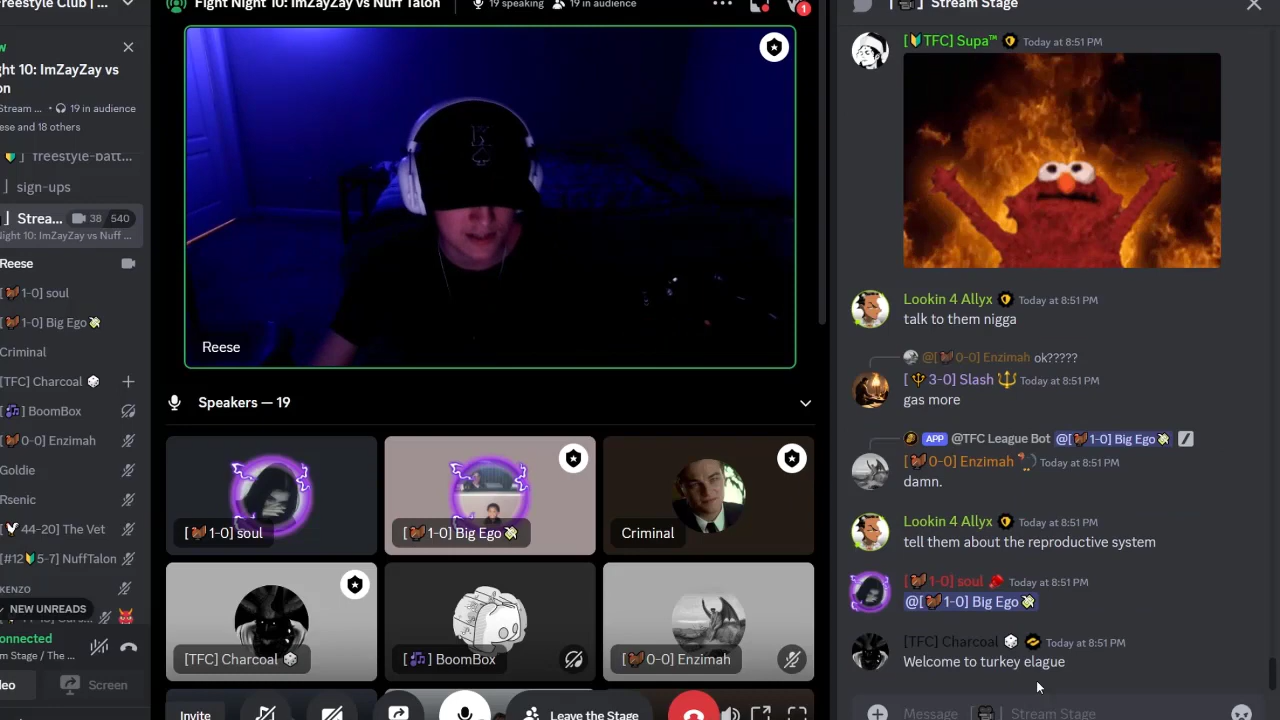 Freestyle Club | ...
Fight Night 10: ImZayZay vs Nuff Talon
19 speaking
19 in audience
1
Stream Stage
ght 10: ImZayZay vs
on
Stream ...
19 in audience
ese and 18 others
freestyle-batt...
sign-ups
Strea...
38
540
Night 10: ImZayZay vs Nuff ...
Reese
1-0] soul
1-0] Big Ego
Criminal
[TFC] Charcoal
BoomBox
0-0] Enzimah
Goldie
Rsenic
44-20] The Vet
[#12 5-7] NuffTalon
KENZO
NEW UNREADS
onnected
m Stage / The ...
deo
Screen
Reese
Speakers — 19
[ 1-0] soul
[ 1-0] Big Ego
Criminal
[TFC] Charcoal
[ ] BoomBox
[ 0-0] Enzimah
Invite
Leave the Stage
[ TFC] Supa™
Today at 8:51 PM
Lookin 4 Allyx
Today at 8:51 PM
talk to them nigga
@[ 0-0] Enzimah ok?????
[ 3-0] Slash
Today at 8:51 PM
gas more
APP @TFC League Bot @[ 1-0] Big Ego
[ 0-0] Enzimah
Today at 8:51 PM
damn.
Lookin 4 Allyx
Today at 8:51 PM
tell them about the reproductive system
[ 1-0] soul
Today at 8:51 PM
@[ 1-0] Big Ego
[TFC] Charcoal
Today at 8:51 PM
Welcome to turkey elague
Message
Stream Stage